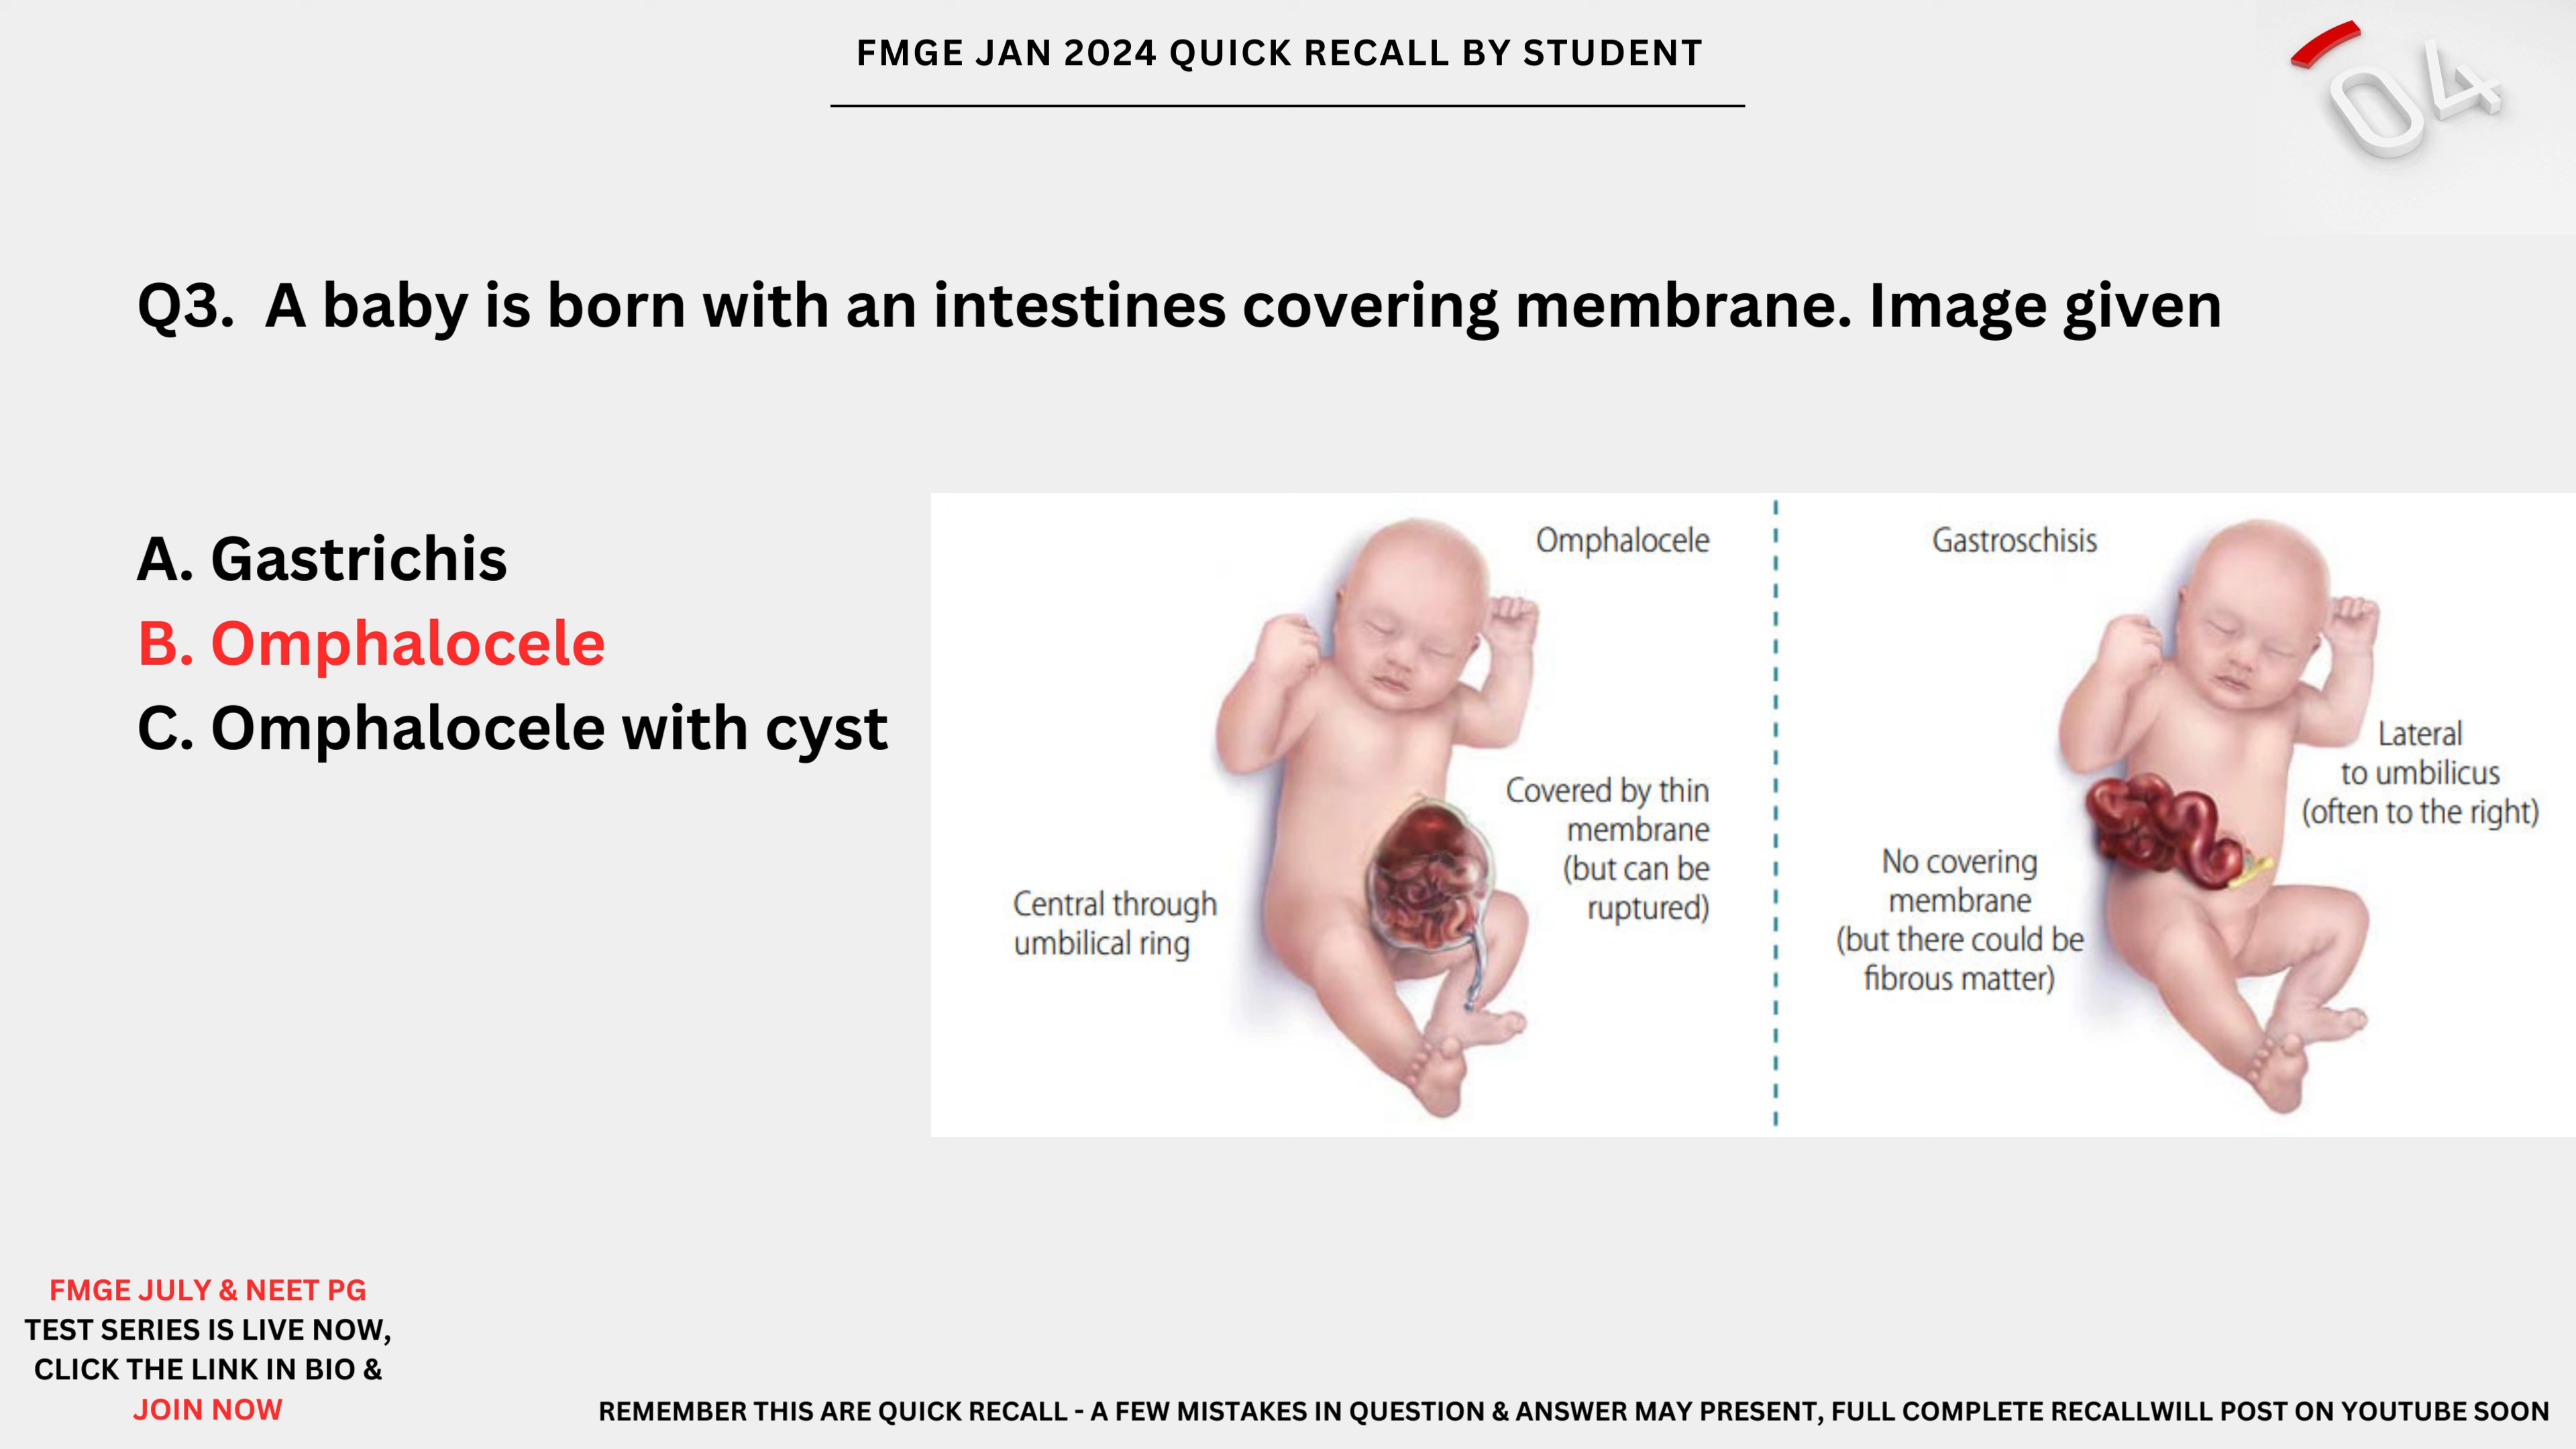 FMGE JAN 2024 QUICK RECALL BY STUDENT
04
Q3. A baby is born with an intestines covering membrane. Image given
A. Gastrichis
B. Omphalocele
C. Omphalocele with cyst
Omphalocele
Covered by thin
membrane
(but can be
ruptured)
Central through
umbilical ring
Gastroschisis
Lateral
to umbilicus
(often to the right)
No covering
membrane
(but there could be
fibrous matter)
FMGE JULY & NEET PG
TEST SERIES IS LIVE NOW,
CLICK THE LINK IN BIO &
JOIN NOW
REMEMBER THIS ARE QUICK RECALL - A FEW MISTAKES IN QUESTION & ANSWER MAY PRESENT, FULL COMPLETE RECALLWILL POST ON YOUTUBE SOON